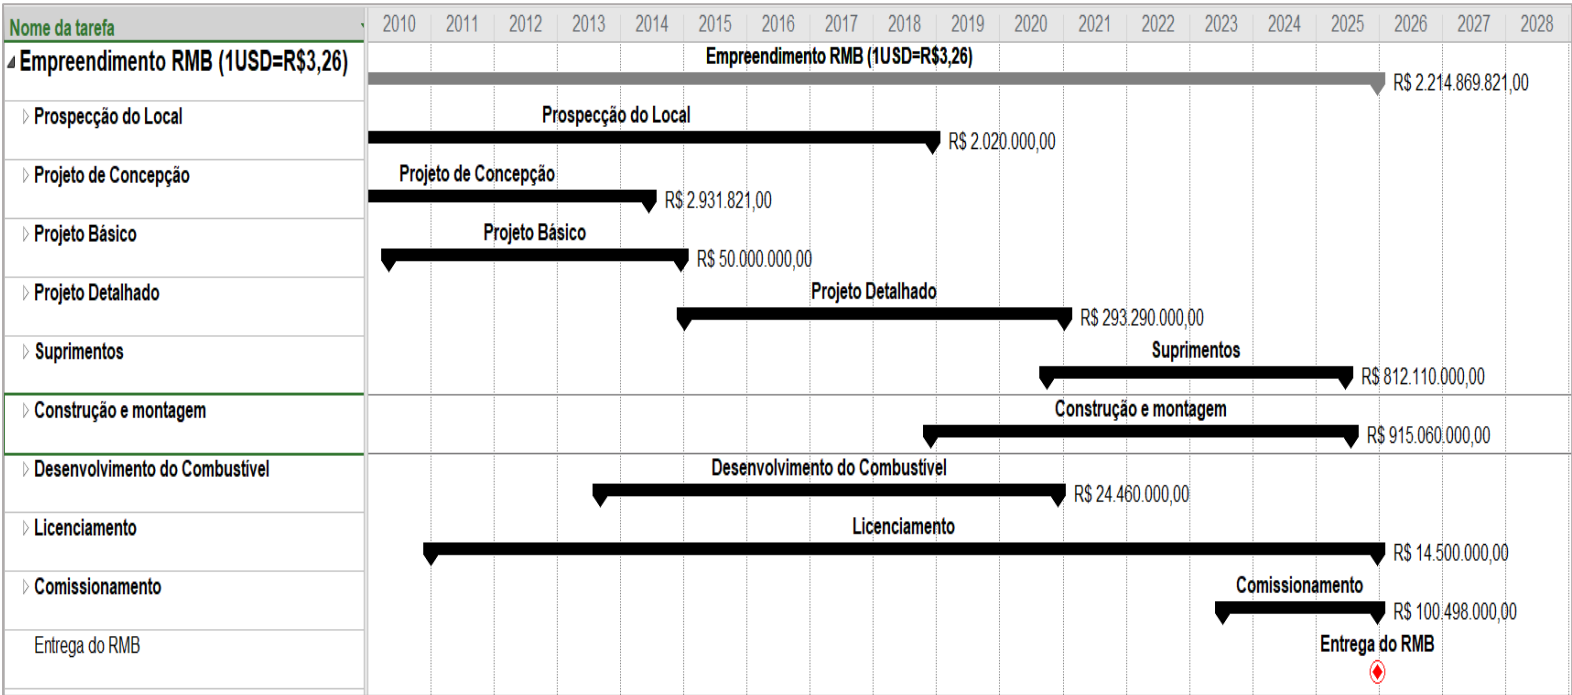 Nome da tarefa 2010 2011 2012 2013 2014 2015 2016 2017 2018 2019 2020 2021 2022 2023 2024 2025 2026 2027 2028
Empreendimento RMB (1USD=R$3,26) Empreendimento RMB (1USD=R$3,26)
R$ 2.214.869.821,00
Prospecção do Local Prospecção do Local
R$ 2.020.000,00
Projeto de Concepção Projeto de Concepção
R$ 2.931.821,00
Projeto Básico Projeto Básico
R$ 50.000.000,00
Projeto Detalhado Projeto Detalhado
R$ 293.290.000,00
Suprimentos Suprimentos
R$ 812.110.000,00
Construção e montagem Construção e montagem
R$ 915.060.000,00
Desenvolvimento do Combustível Desenvolvimento do Combustível
R$ 24.460.000,00
Licenciamento Licenciamento
R$ 14.500.000,00
Comissionamento Comissionamento
R$ 100.498.000,00
Entrega do RMB Entrega do RMB